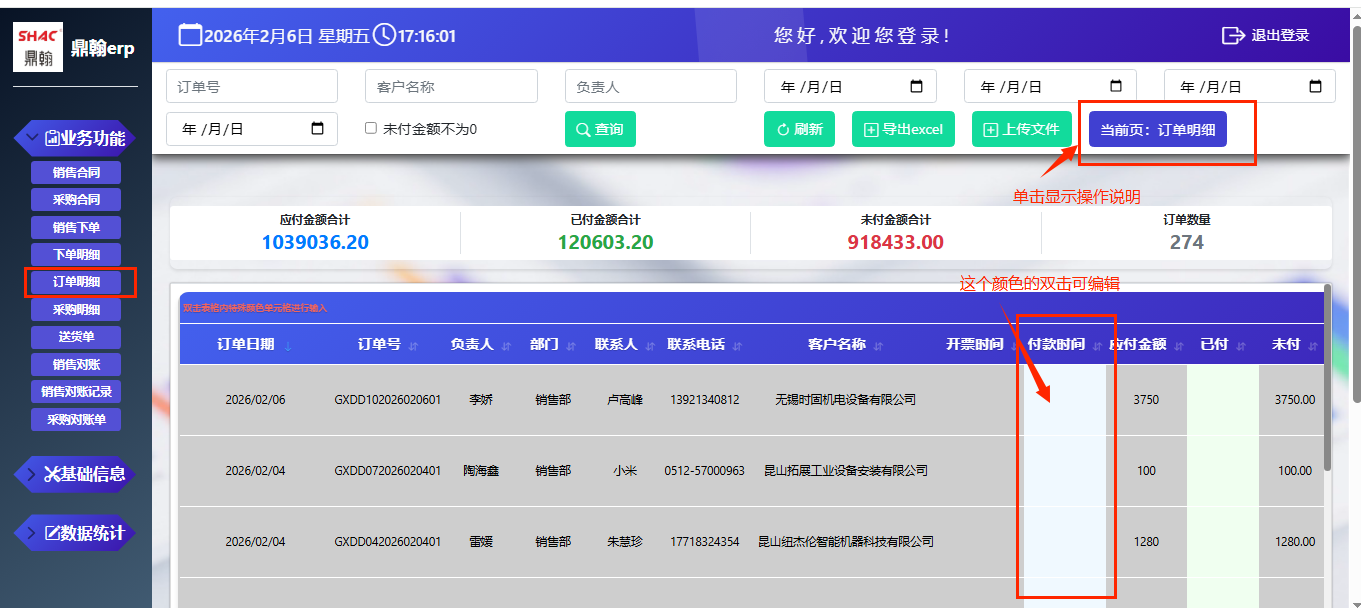 SHAC
鼎翰
鼎翰erp
2026年2月6日 星期五 17:16:01
您好,欢迎您登录!
退出登录
订单号
客户名称
负责人
年 /月/日
年 /月/日
年 /月/日
年 /月/日
未付金额不为0
查询
刷新
导出excel
上传文件
当前页：订单明细
单击显示操作说明
业务功能
销售合同
采购合同
销售下单
下单明细
订单明细
采购明细
送货单
销售对账
销售对账记录
采购对账单
基础信息
数据统计
应付金额合计
1039036.20
已付金额合计
120603.20
未付金额合计
918433.00
订单数量
274
这个颜色的双击可编辑
双击表格内特殊颜色单元格进行输入
订单日期 订单号 负责人 部门 联系人 联系电话 客户名称 开票时间 付款时间 应付金额 已付 未付
2026/02/06 GXDD102026020601 李娇 销售部 卢高峰 13921340812 无锡时固机电设备有限公司 3750 3750.00
2026/02/04 GXDD072026020401 陶海鑫 销售部 小米 0512-57000963 昆山拓展工业设备安装有限公司 100 100.00
2026/02/04 GXDD042026020401 雷媛 销售部 朱慧珍 17718324354 昆山纽杰伦智能机器科技有限公司 1280 1280.00